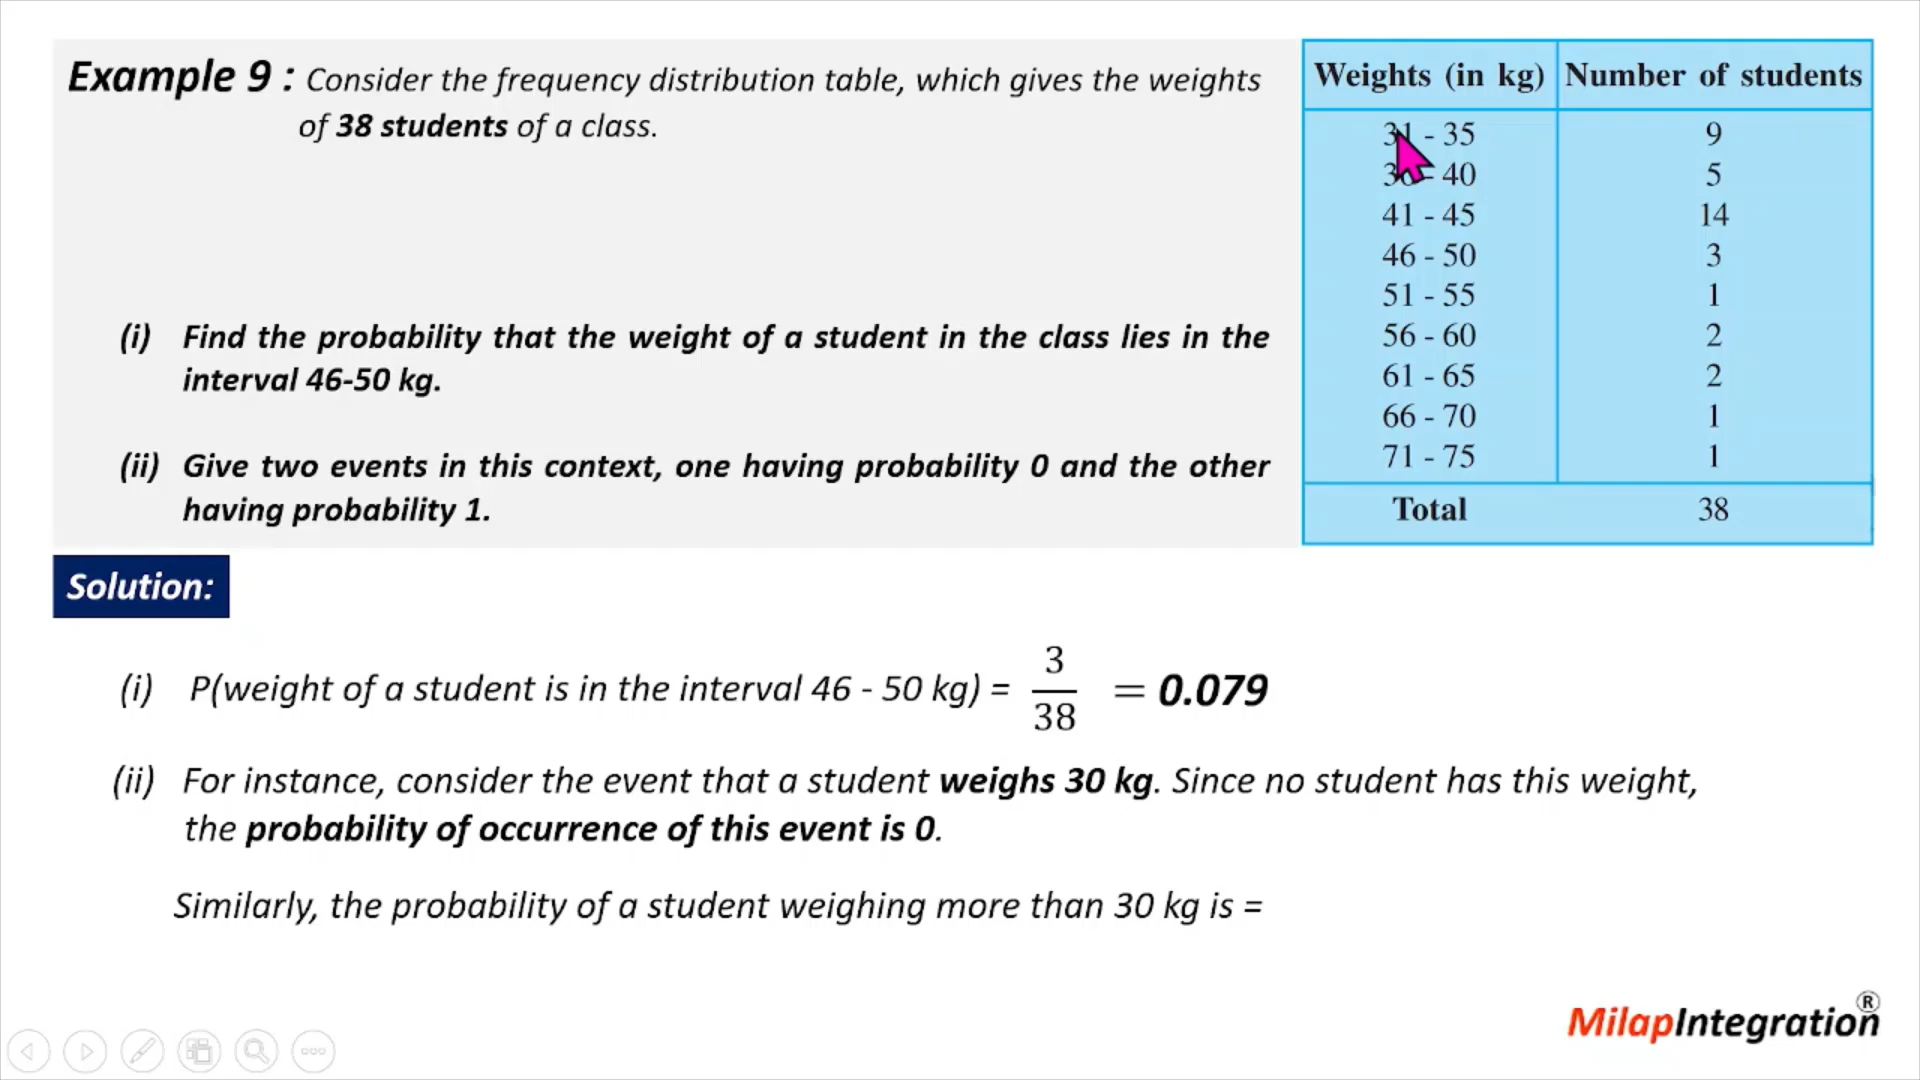 Example 9 : Consider the frequency distribution table, which gives the weights
of 38 students of a class.
(i) Find the probability that the weight of a student in the class lies in the
interval 46-50 kg.
(ii) Give two events in this context, one having probability 0 and the other
having probability 1.
Weights (in kg) Number of students
31 - 35 9
36 - 40 5
41 - 45 14
46 - 50 3
51 - 55 1
56 - 60 2
61 - 65 2
66 - 70 1
71 - 75 1
Total 38
Solution:
(i) P(weight of a student is in the interval 46 - 50 kg) = 3/38 = 0.079
(ii) For instance, consider the event that a student weighs 30 kg. Since no student has this weight,
the probability of occurrence of this event is 0.
Similarly, the probability of a student weighing more than 30 kg is =
MilapIntegration®